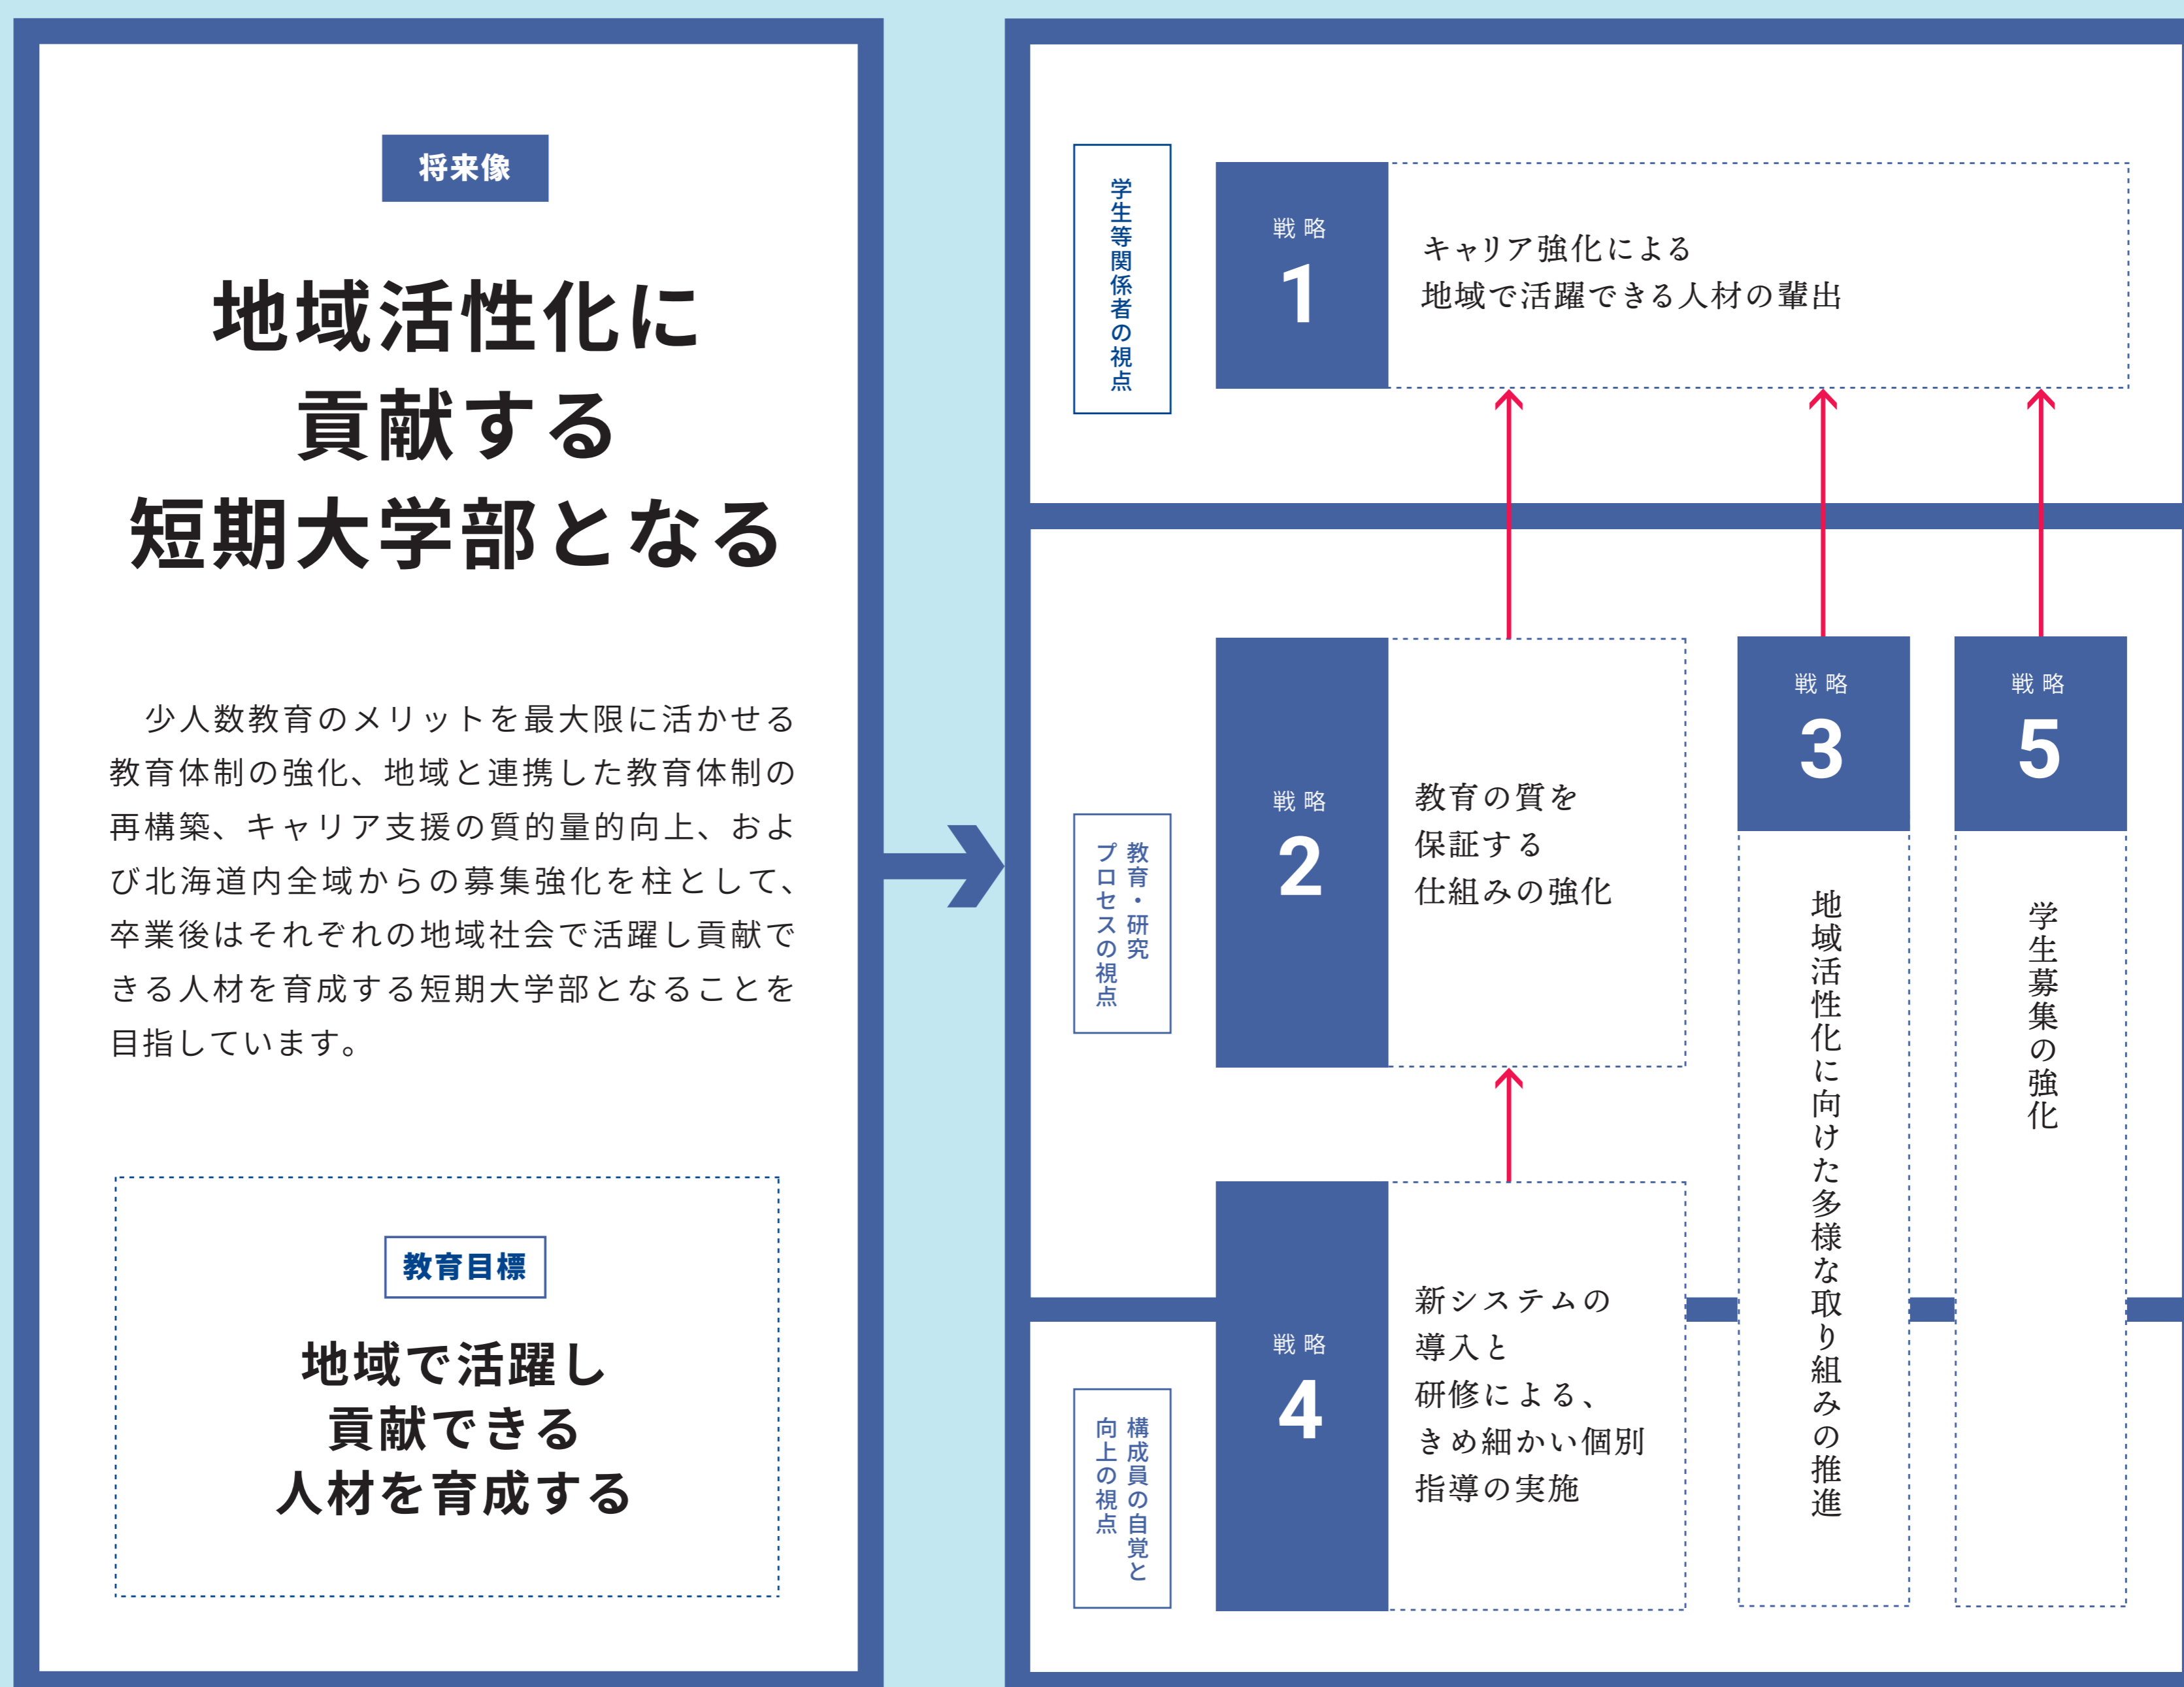 将来像
地域活性化に
貢献する
短期大学部となる
少人数教育のメリットを最大限に活かせる
教育体制の強化、地域と連携した教育体制の
再構築、キャリア支援の質的量的向上、およ
び北海道内全域からの募集強化を柱として、
卒業後はそれぞれの地域社会で活躍し貢献で
きる人材を育成する短期大学部となることを
目指しています。
教育目標
地域で活躍し
貢献できる
人材を育成する
学生等関係者の視点
戦略
1
キャリア強化による
地域で活躍できる人材の輩出
教育・研究
プロセスの視点
戦略
2
教育の質を
保証する
仕組みの強化
戦略
3
地域活性化に向けた多様な取り組みの推進
戦略
5
学生募集の強化
構成員の自覚と
向上の視点
戦略
4
新システムの
導入と
研修による、
きめ細かい個別
指導の実施